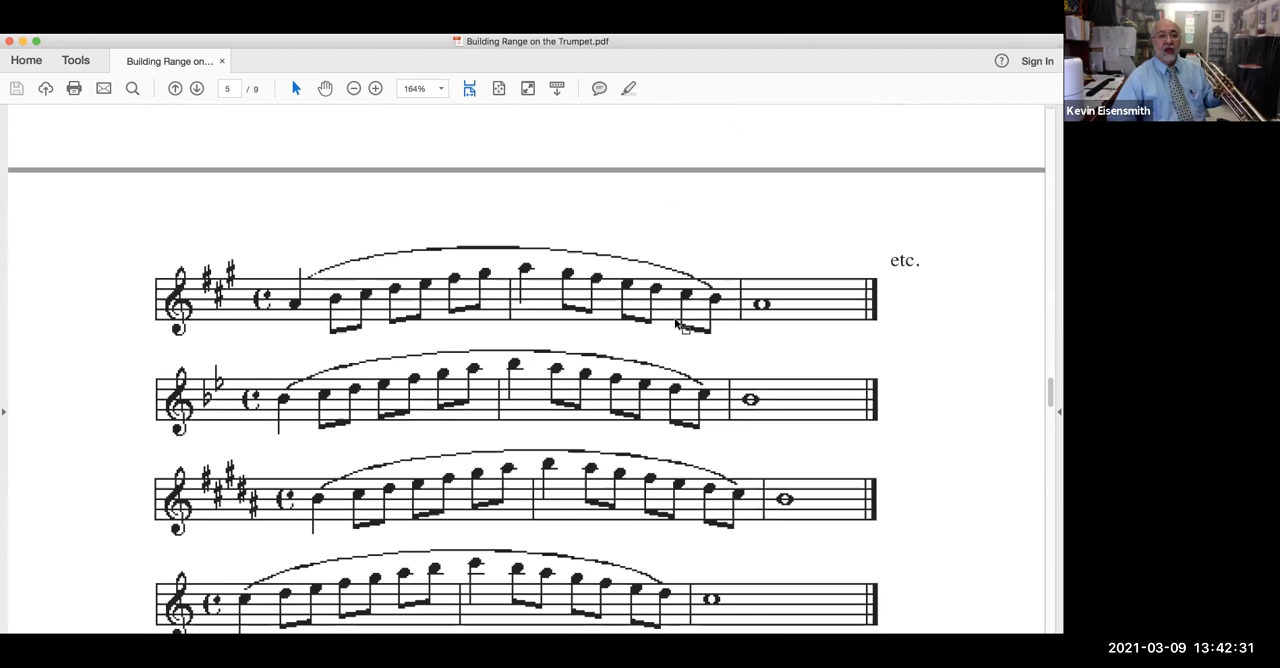 Building Range on the Trumpet.pdf
Home
Tools
Building Range on... ×
? Sign In
5 / 9
164%
Kevin Eisensmith
etc.
2021-03-09 13:42:31